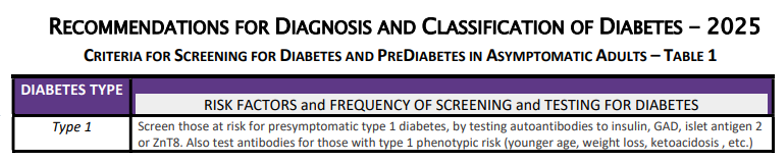 RECOMMENDATIONS FOR DIAGNOSIS AND CLASSIFICATION OF DIABETES – 2025
CRITERIA FOR SCREENING FOR DIABETES AND PREDIABETES IN ASYMPTOMATIC ADULTS – TABLE 1
DIABETES TYPE
RISK FACTORS and FREQUENCY OF SCREENING and TESTING FOR DIABETES
Type 1
Screen those at risk for presymptomatic type 1 diabetes, by testing autoantibodies to insulin, GAD, islet antigen 2
or ZnT8. Also test antibodies for those with type 1 phenotypic risk (younger age, weight loss, ketoacidosis , etc.)